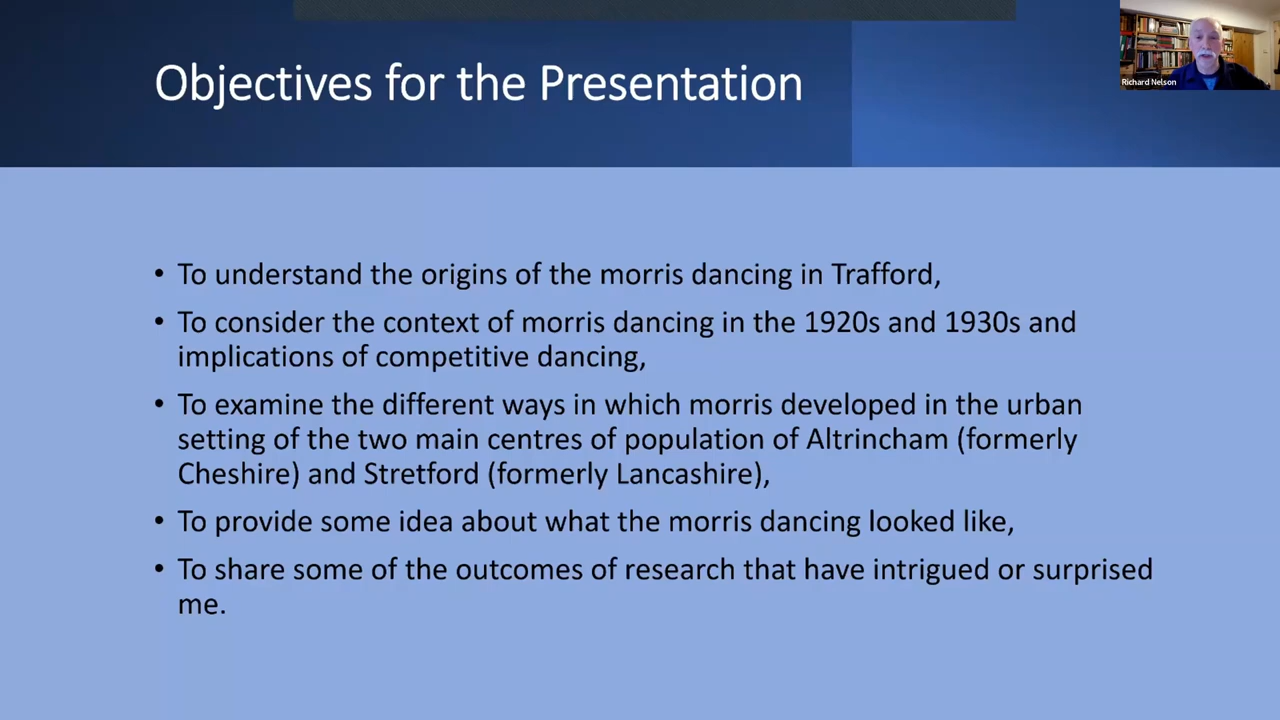 Objectives for the Presentation
Richard Nelson
• To understand the origins of the morris dancing in Trafford,
• To consider the context of morris dancing in the 1920s and 1930s and
implications of competitive dancing,
• To examine the different ways in which morris developed in the urban
setting of the two main centres of population of Altrincham (formerly
Cheshire) and Stretford (formerly Lancashire),
• To provide some idea about what the morris dancing looked like,
• To share some of the outcomes of research that have intrigued or surprised
me.